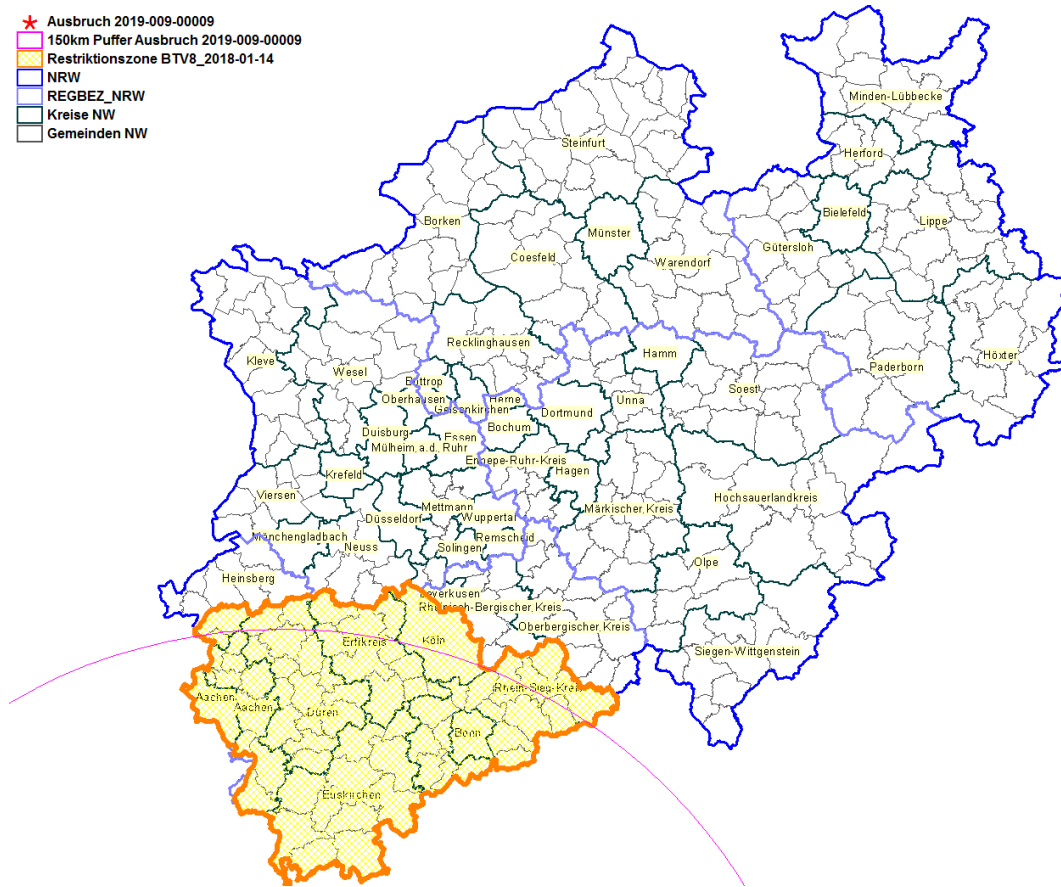 Ausbruch 2019-009-00009
150km Puffer Ausbruch 2019-009-00009
Restriktionszone BTV8_2018-01-14
NRW
REGBEZ_NRW
Kreise NW
Gemeinden NW
Minden-Lübbecke
Steinfurt
Herford
Borken
Münster
Bielefeld
Lippe
Coesfeld
Warendorf
Gütersloh
Recklinghausen
Hamm
Kleve
Wesel
Paderborn
Höxter
Bottrop
Soest
Oberhausen
Herne
Unna
Gelsenkirchen
Dortmund
Duisburg
Essen
Bochum
Mülheim a.d. Ruhr
Ennepe-Ruhr-Kreis
Hagen
Krefeld
Viersen
Hochsauerlandkreis
Mettmann
Märkischer Kreis
Düsseldorf
Wuppertal
Mönchengladbach
Remscheid
Neuss
Solingen
Olpe
Heinsberg
Leverkusen
Rheinisch-Bergischer Kreis
Oberbergischer Kreis
Erftkreis
Köln
Siegen-Wittgenstein
Rhein-Sieg-Kreis
Aachen
Aachen
Düren
Bonn
Euskirchen